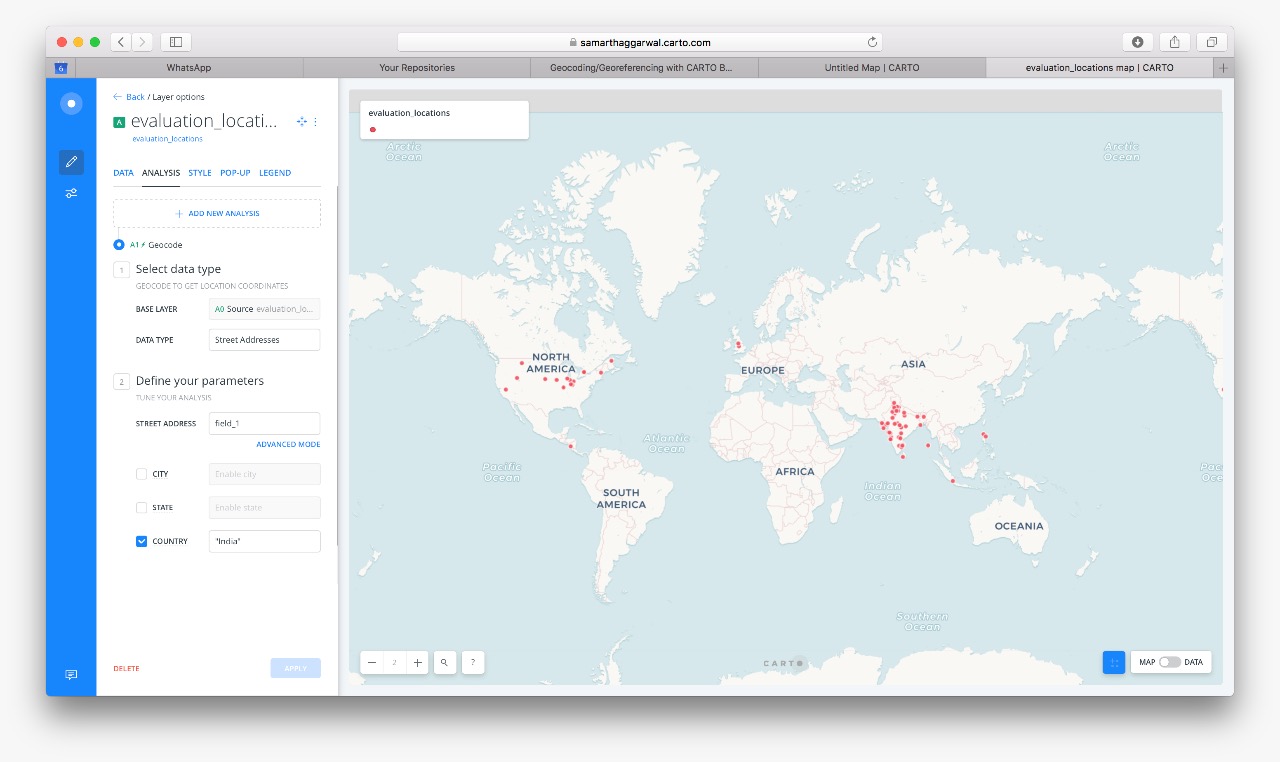 samarthaggarwal.carto.com
6
WhatsApp
Your Repositories
Geocoding/Georeferencing with CARTO B...
Untitled Map | CARTO
evaluation_locations map | CARTO
Back / Layer options
A
evaluation_locati...
evaluation_locations
DATA
ANALYSIS
STYLE
POP-UP
LEGEND
ADD NEW ANALYSIS
A1 Geocode
1
Select data type
GEOCODE TO GET LOCATION COORDINATES
BASE LAYER
A0 Source evaluation_lo...
DATA TYPE
Street Addresses
2
Define your parameters
TUNE YOUR ANALYSIS
STREET ADDRESS
field_1
ADVANCED MODE
CITY
Enable city
STATE
Enable state
COUNTRY
"India"
DELETE
APPLY
evaluation_locations
Arctic
Ocean
Arctic
Ocean
NORTH
AMERICA
EUROPE
ASIA
Atlantic
Ocean
Pacific
Ocean
AFRICA
Indian
Ocean
Pac
Oce
SOUTH
AMERICA
OCEANIA
Southern
Ocean
2
?
CARTO
MAP
DATA